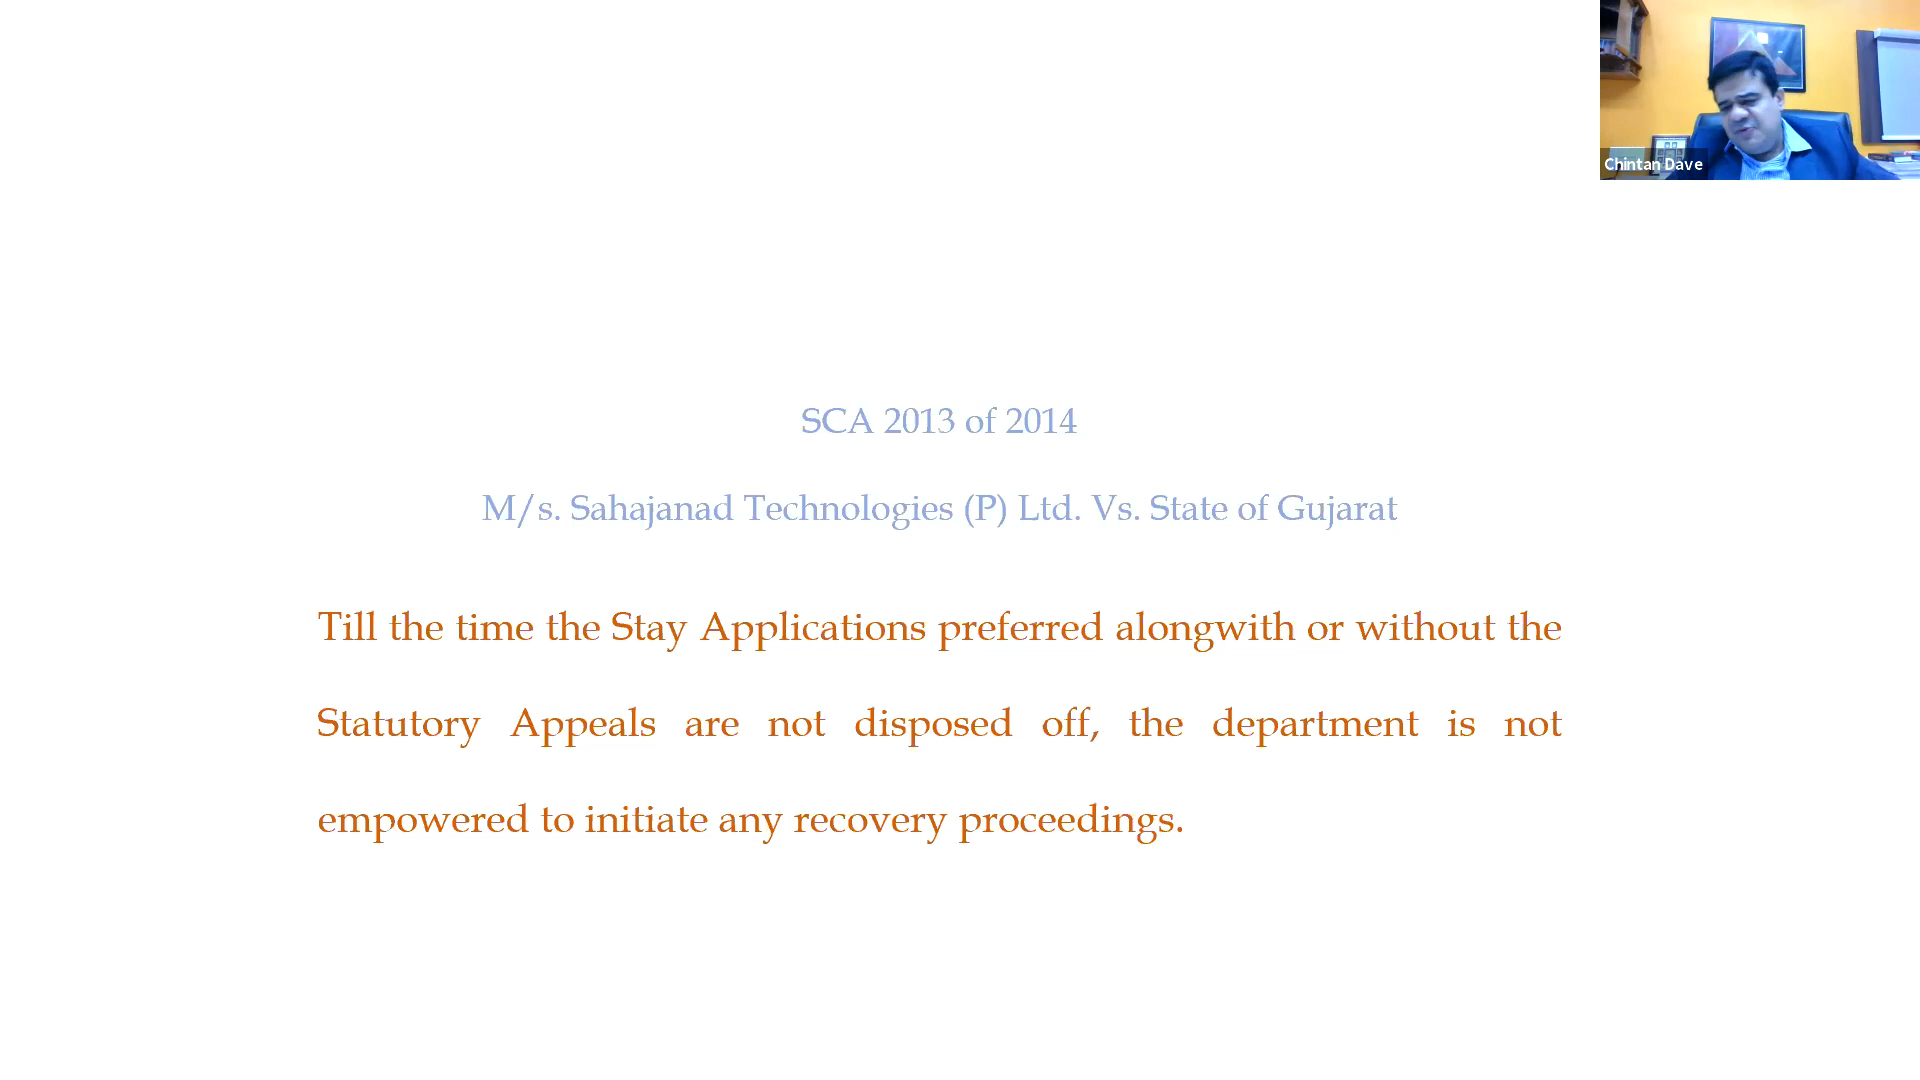 Chintan Dave
SCA 2013 of 2014
M/s. Sahajanad Technologies (P) Ltd. Vs. State of Gujarat
Till the time the Stay Applications preferred alongwith or without the
Statutory Appeals are not disposed off, the department is not
empowered to initiate any recovery proceedings.